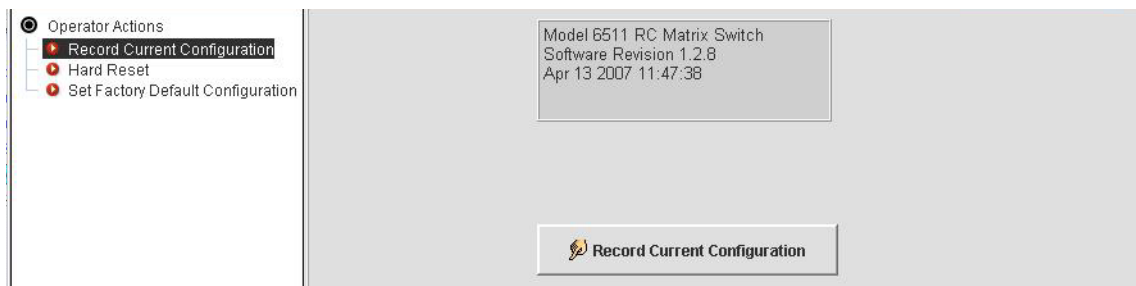 Operator Actions
Record Current Configuration
Hard Reset
Set Factory Default Configuration
Model 6511 RC Matrix Switch
Software Revision 1.2.8
Apr 13 2007 11:47:38
Record Current Configuration